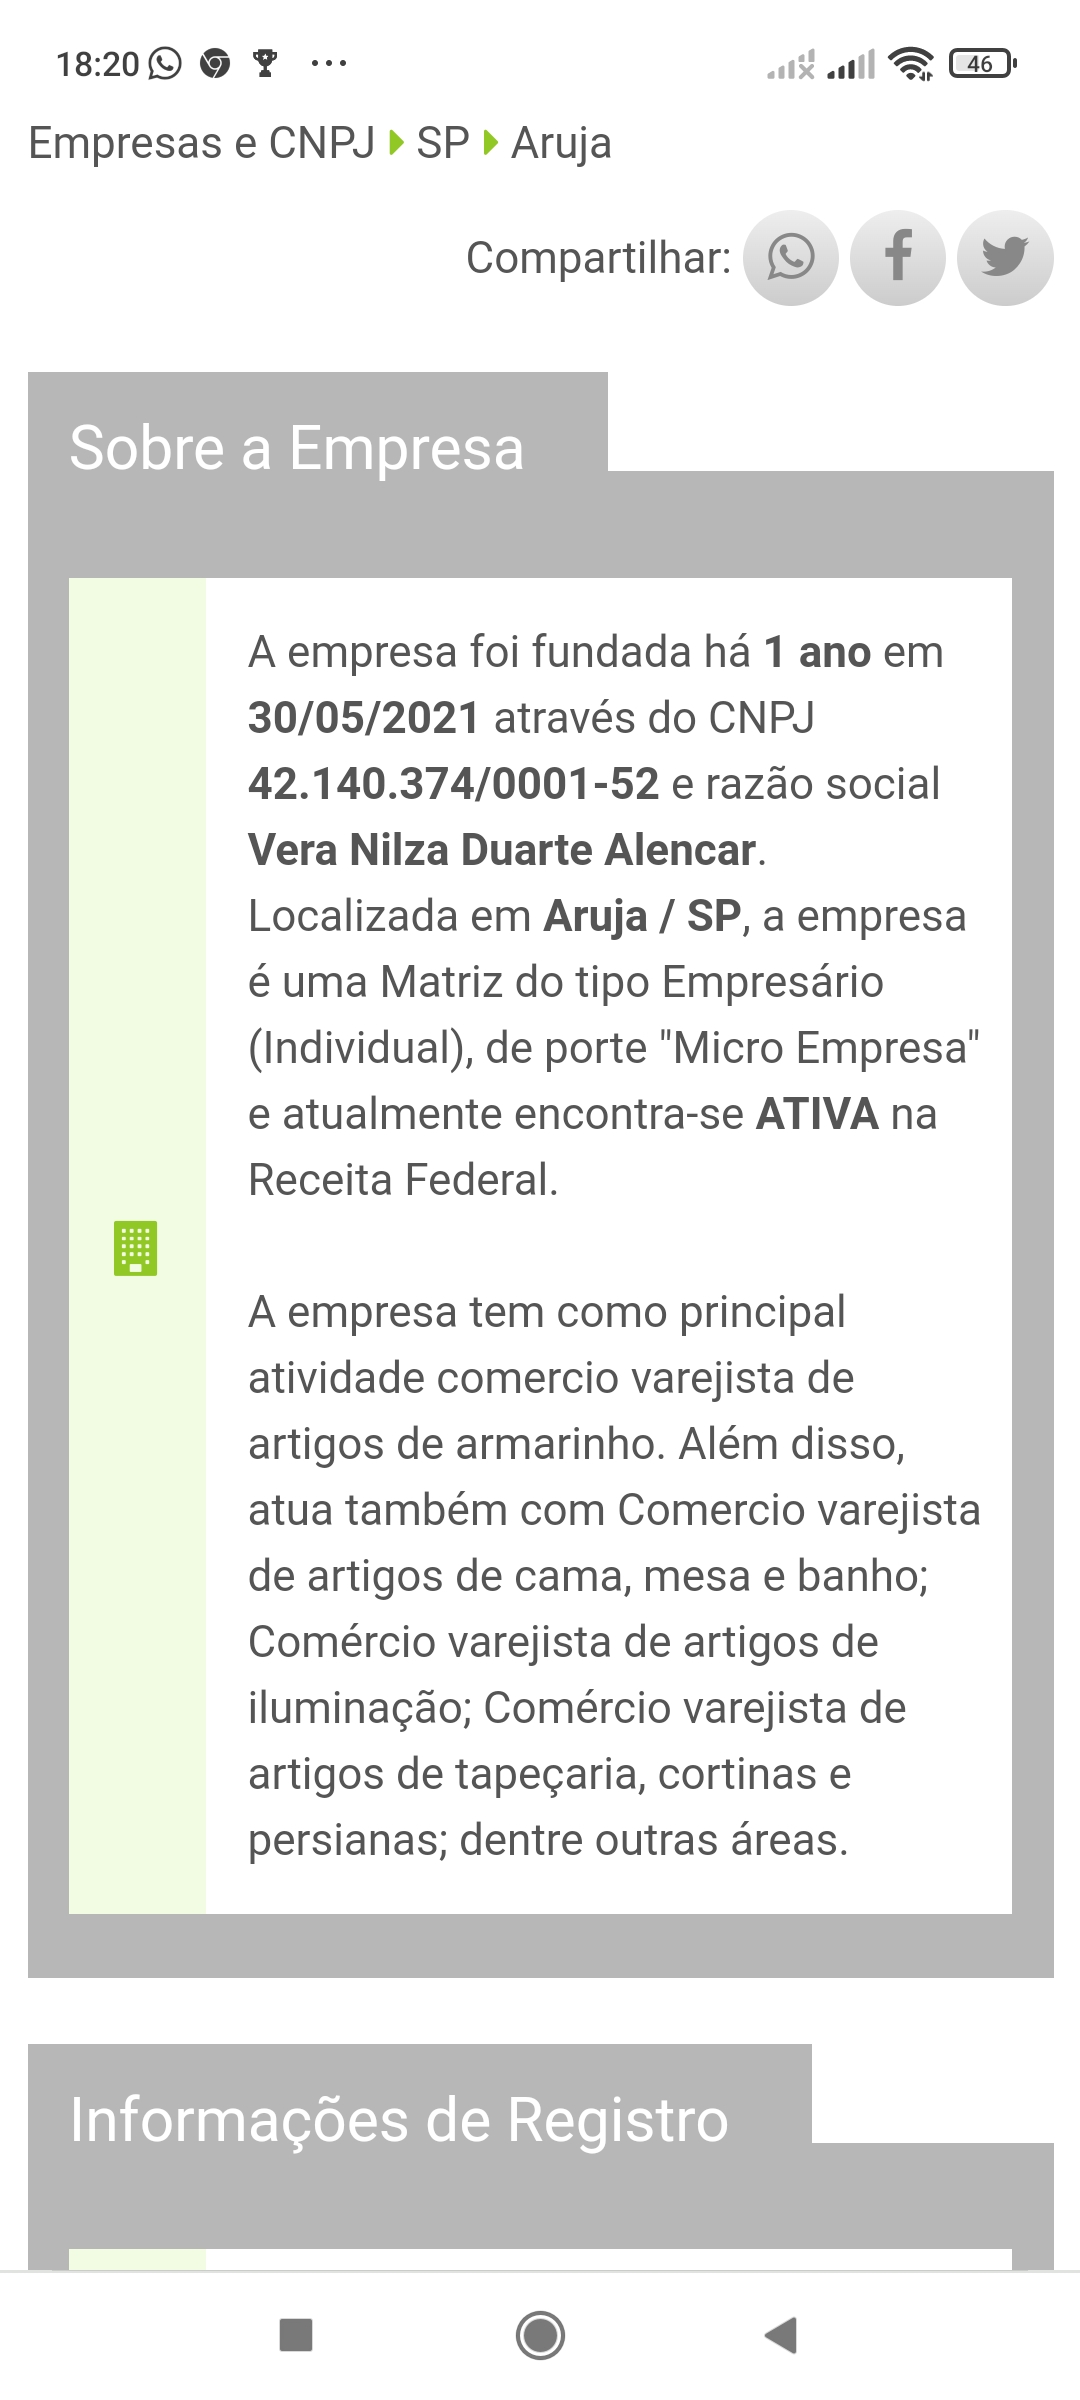 18:20
46
Empresas e CNPJ SP Aruja
Compartilhar:
Sobre a Empresa
A empresa foi fundada há 1 ano em
30/05/2021 através do CNPJ
42.140.374/0001-52 e razão social
Vera Nilza Duarte Alencar.
Localizada em Aruja / SP, a empresa
é uma Matriz do tipo Empresário
(Individual), de porte "Micro Empresa"
e atualmente encontra-se ATIVA na
Receita Federal.
A empresa tem como principal
atividade comercio varejista de
artigos de armarinho. Além disso,
atua também com Comercio varejista
de artigos de cama, mesa e banho;
Comércio varejista de artigos de
iluminação; Comércio varejista de
artigos de tapeçaria, cortinas e
persianas; dentre outras áreas.
Informações de Registro